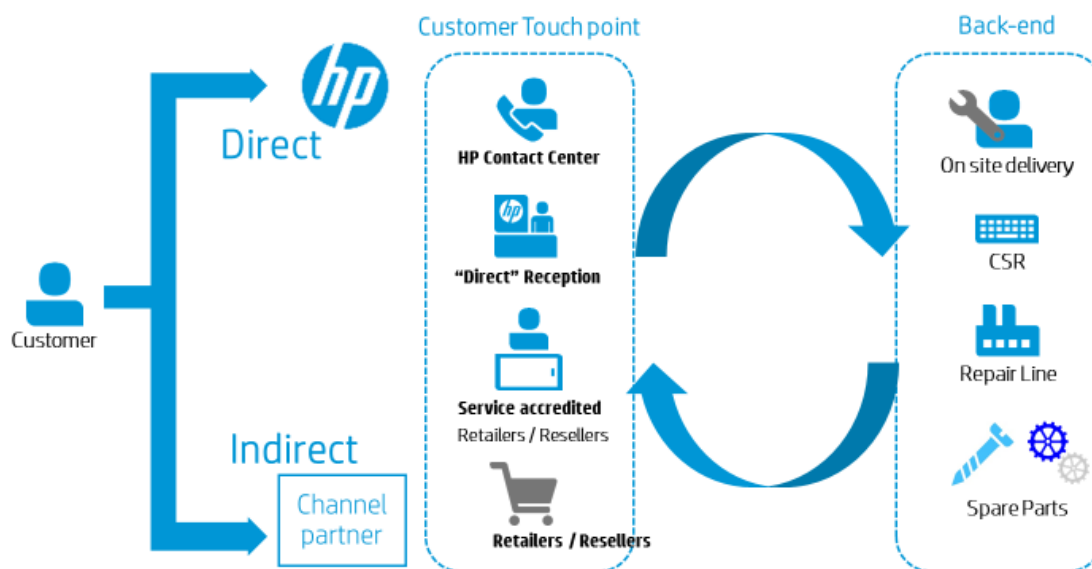 Customer Touch point
Back-end
hp
Direct
HP Contact Center
On site delivery
hp
"Direct" Reception
CSR
Customer
Service accredited
Retailers / Resellers
Repair Line
Indirect
Channel
partner
Retailers / Resellers
Spare Parts